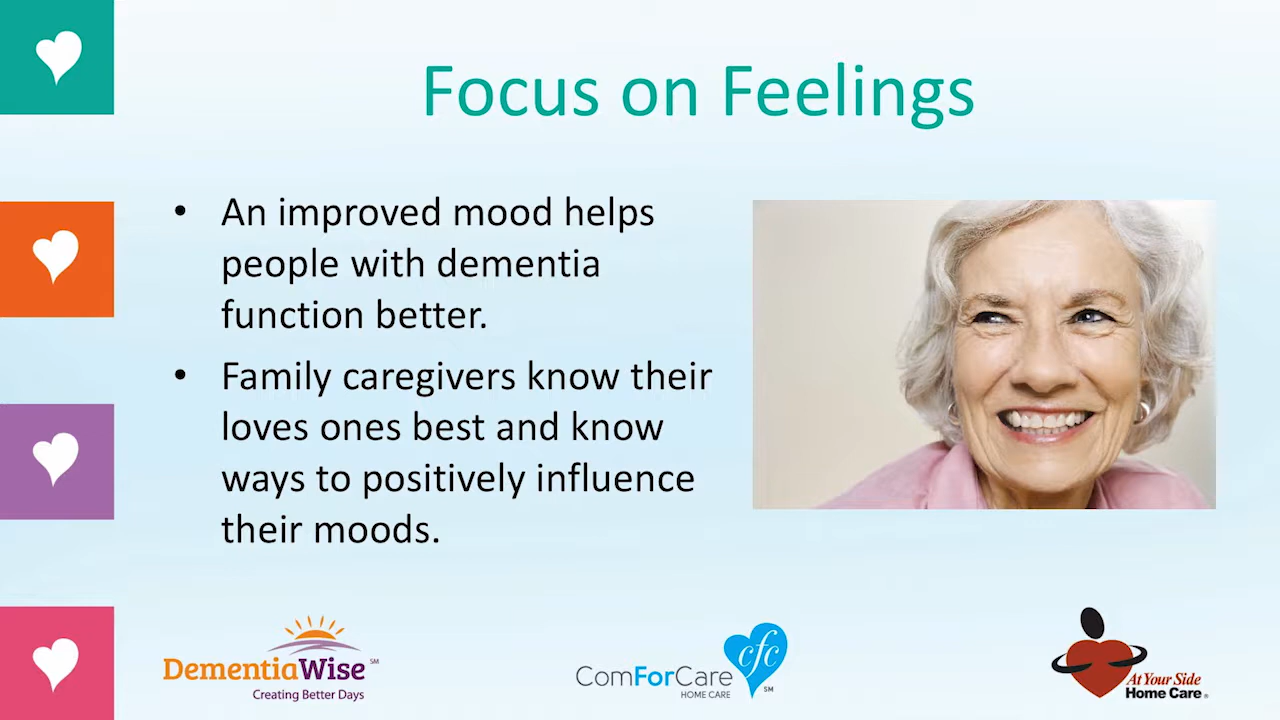 Focus on Feelings
• An improved mood helps
people with dementia
function better.
• Family caregivers know their
loves ones best and know
ways to positively influence
their moods.
DementiaWise SM
Creating Better Days
ComForCare
HOME CARE
cfc
SM
At Your Side
Home Care®